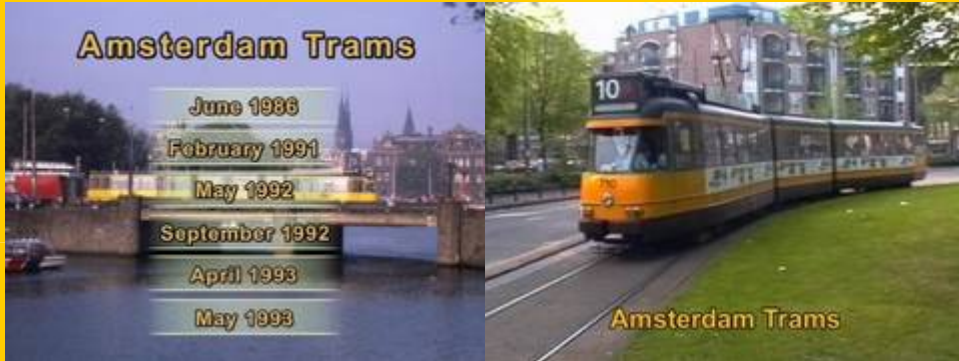 Amsterdam Trams
June 1986
February 1991
May 1992
September 1992
April 1993
May 1993
10
Amsterdam Trams